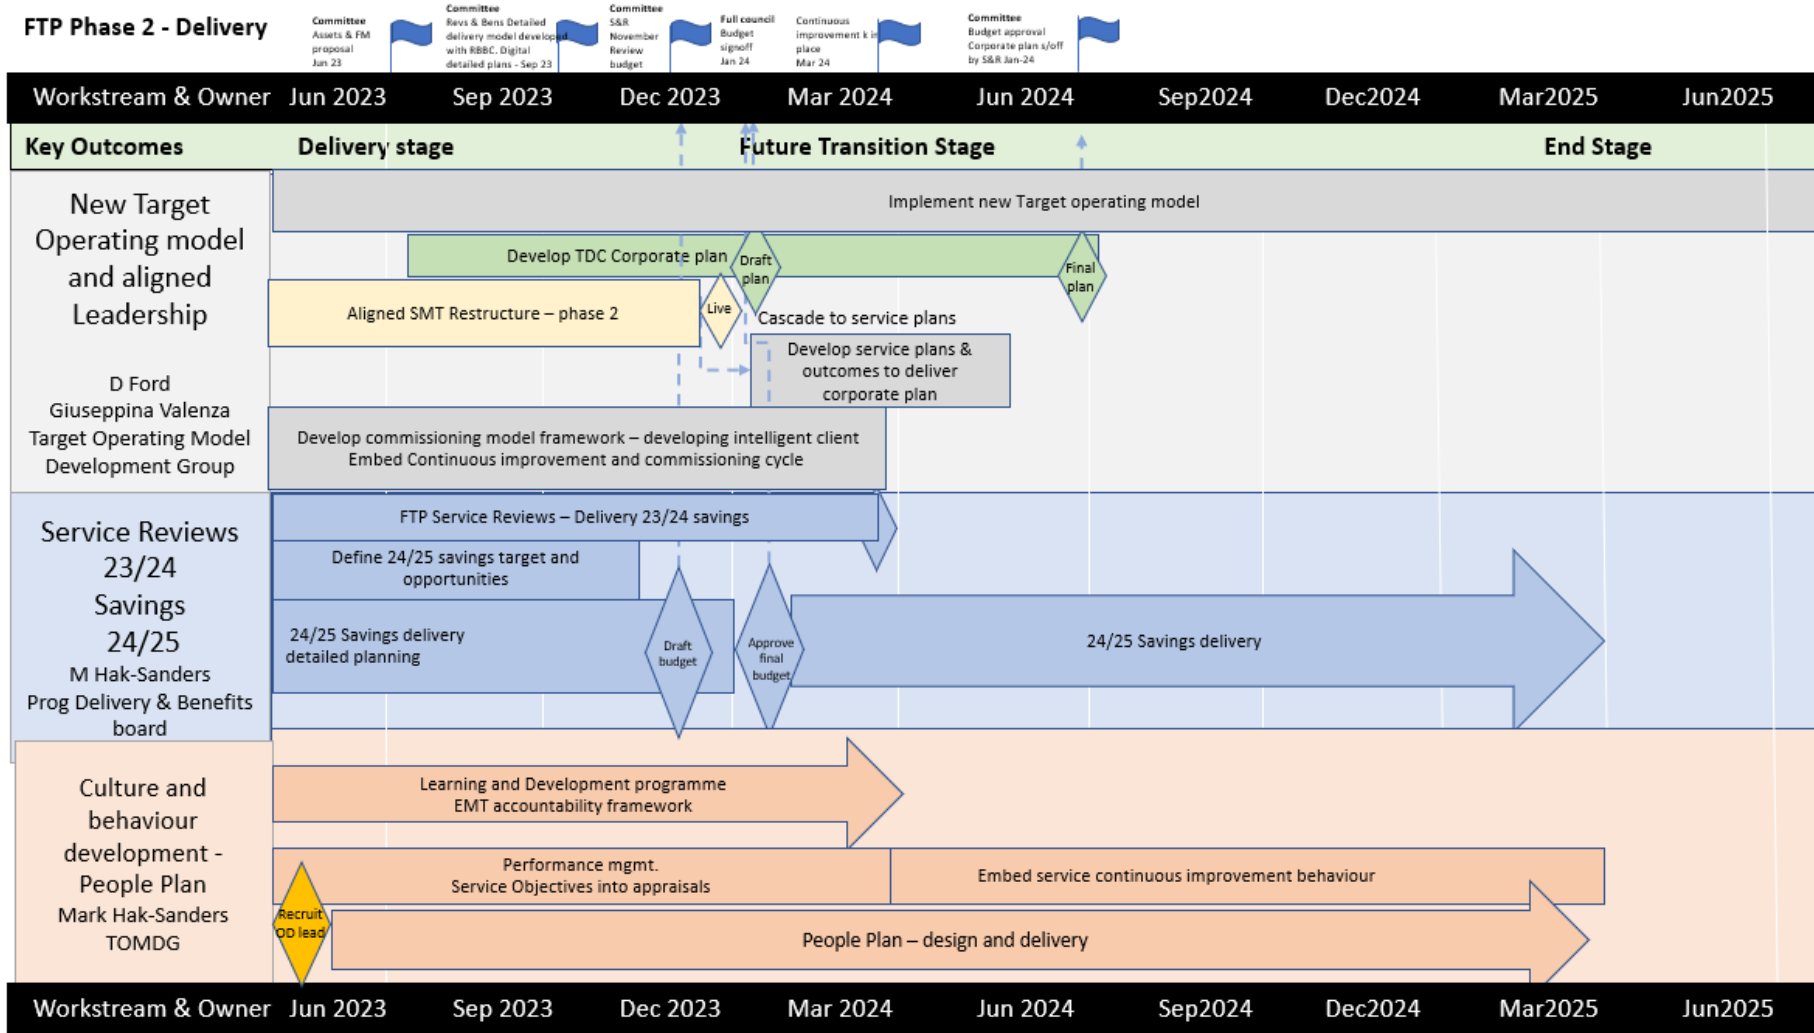 FTP Phase 2 - Delivery
Committee
Assets & FM
proposal
Jun 23
Committee
Revs & Bens Detailed
delivery model developed
with RBBC. Digital
detailed plans - Sep 23
Committee
S&R
November
Review
budget
Full council
Budget
signoff
Jan 24
Continuous
improvement k in
place
Mar 24
Committee
Budget approval
Corporate plan s/off
by S&R Jan-24
Workstream & Owner Jun 2023 Sep 2023 Dec 2023 Mar 2024 Jun 2024 Sep2024 Dec2024 Mar2025 Jun2025
Key Outcomes Delivery stage Future Transition Stage End Stage
New Target
Operating model
and aligned
Leadership
D Ford
Giuseppina Valenza
Target Operating Model
Development Group
Implement new Target operating model
Develop TDC Corporate plan
Draft
plan
Final
plan
Aligned SMT Restructure – phase 2
Live
Cascade to service plans
Develop service plans &
outcomes to deliver
corporate plan
Develop commissioning model framework – developing intelligent client
Embed Continuous improvement and commissioning cycle
Service Reviews
23/24
Savings
24/25
M Hak-Sanders
Prog Delivery & Benefits
board
FTP Service Reviews – Delivery 23/24 savings
Define 24/25 savings target and
opportunities
24/25 Savings delivery
detailed planning
Draft
budget
Approve
final
budget
24/25 Savings delivery
Culture and
behaviour
development -
People Plan
Mark Hak-Sanders
TOMDG
Learning and Development programme
EMT accountability framework
Performance mgmt.
Service Objectives into appraisals
Embed service continuous improvement behaviour
Recruit
OD lead
People Plan – design and delivery
Workstream & Owner Jun 2023 Sep 2023 Dec 2023 Mar 2024 Jun 2024 Sep2024 Dec2024 Mar2025 Jun2025